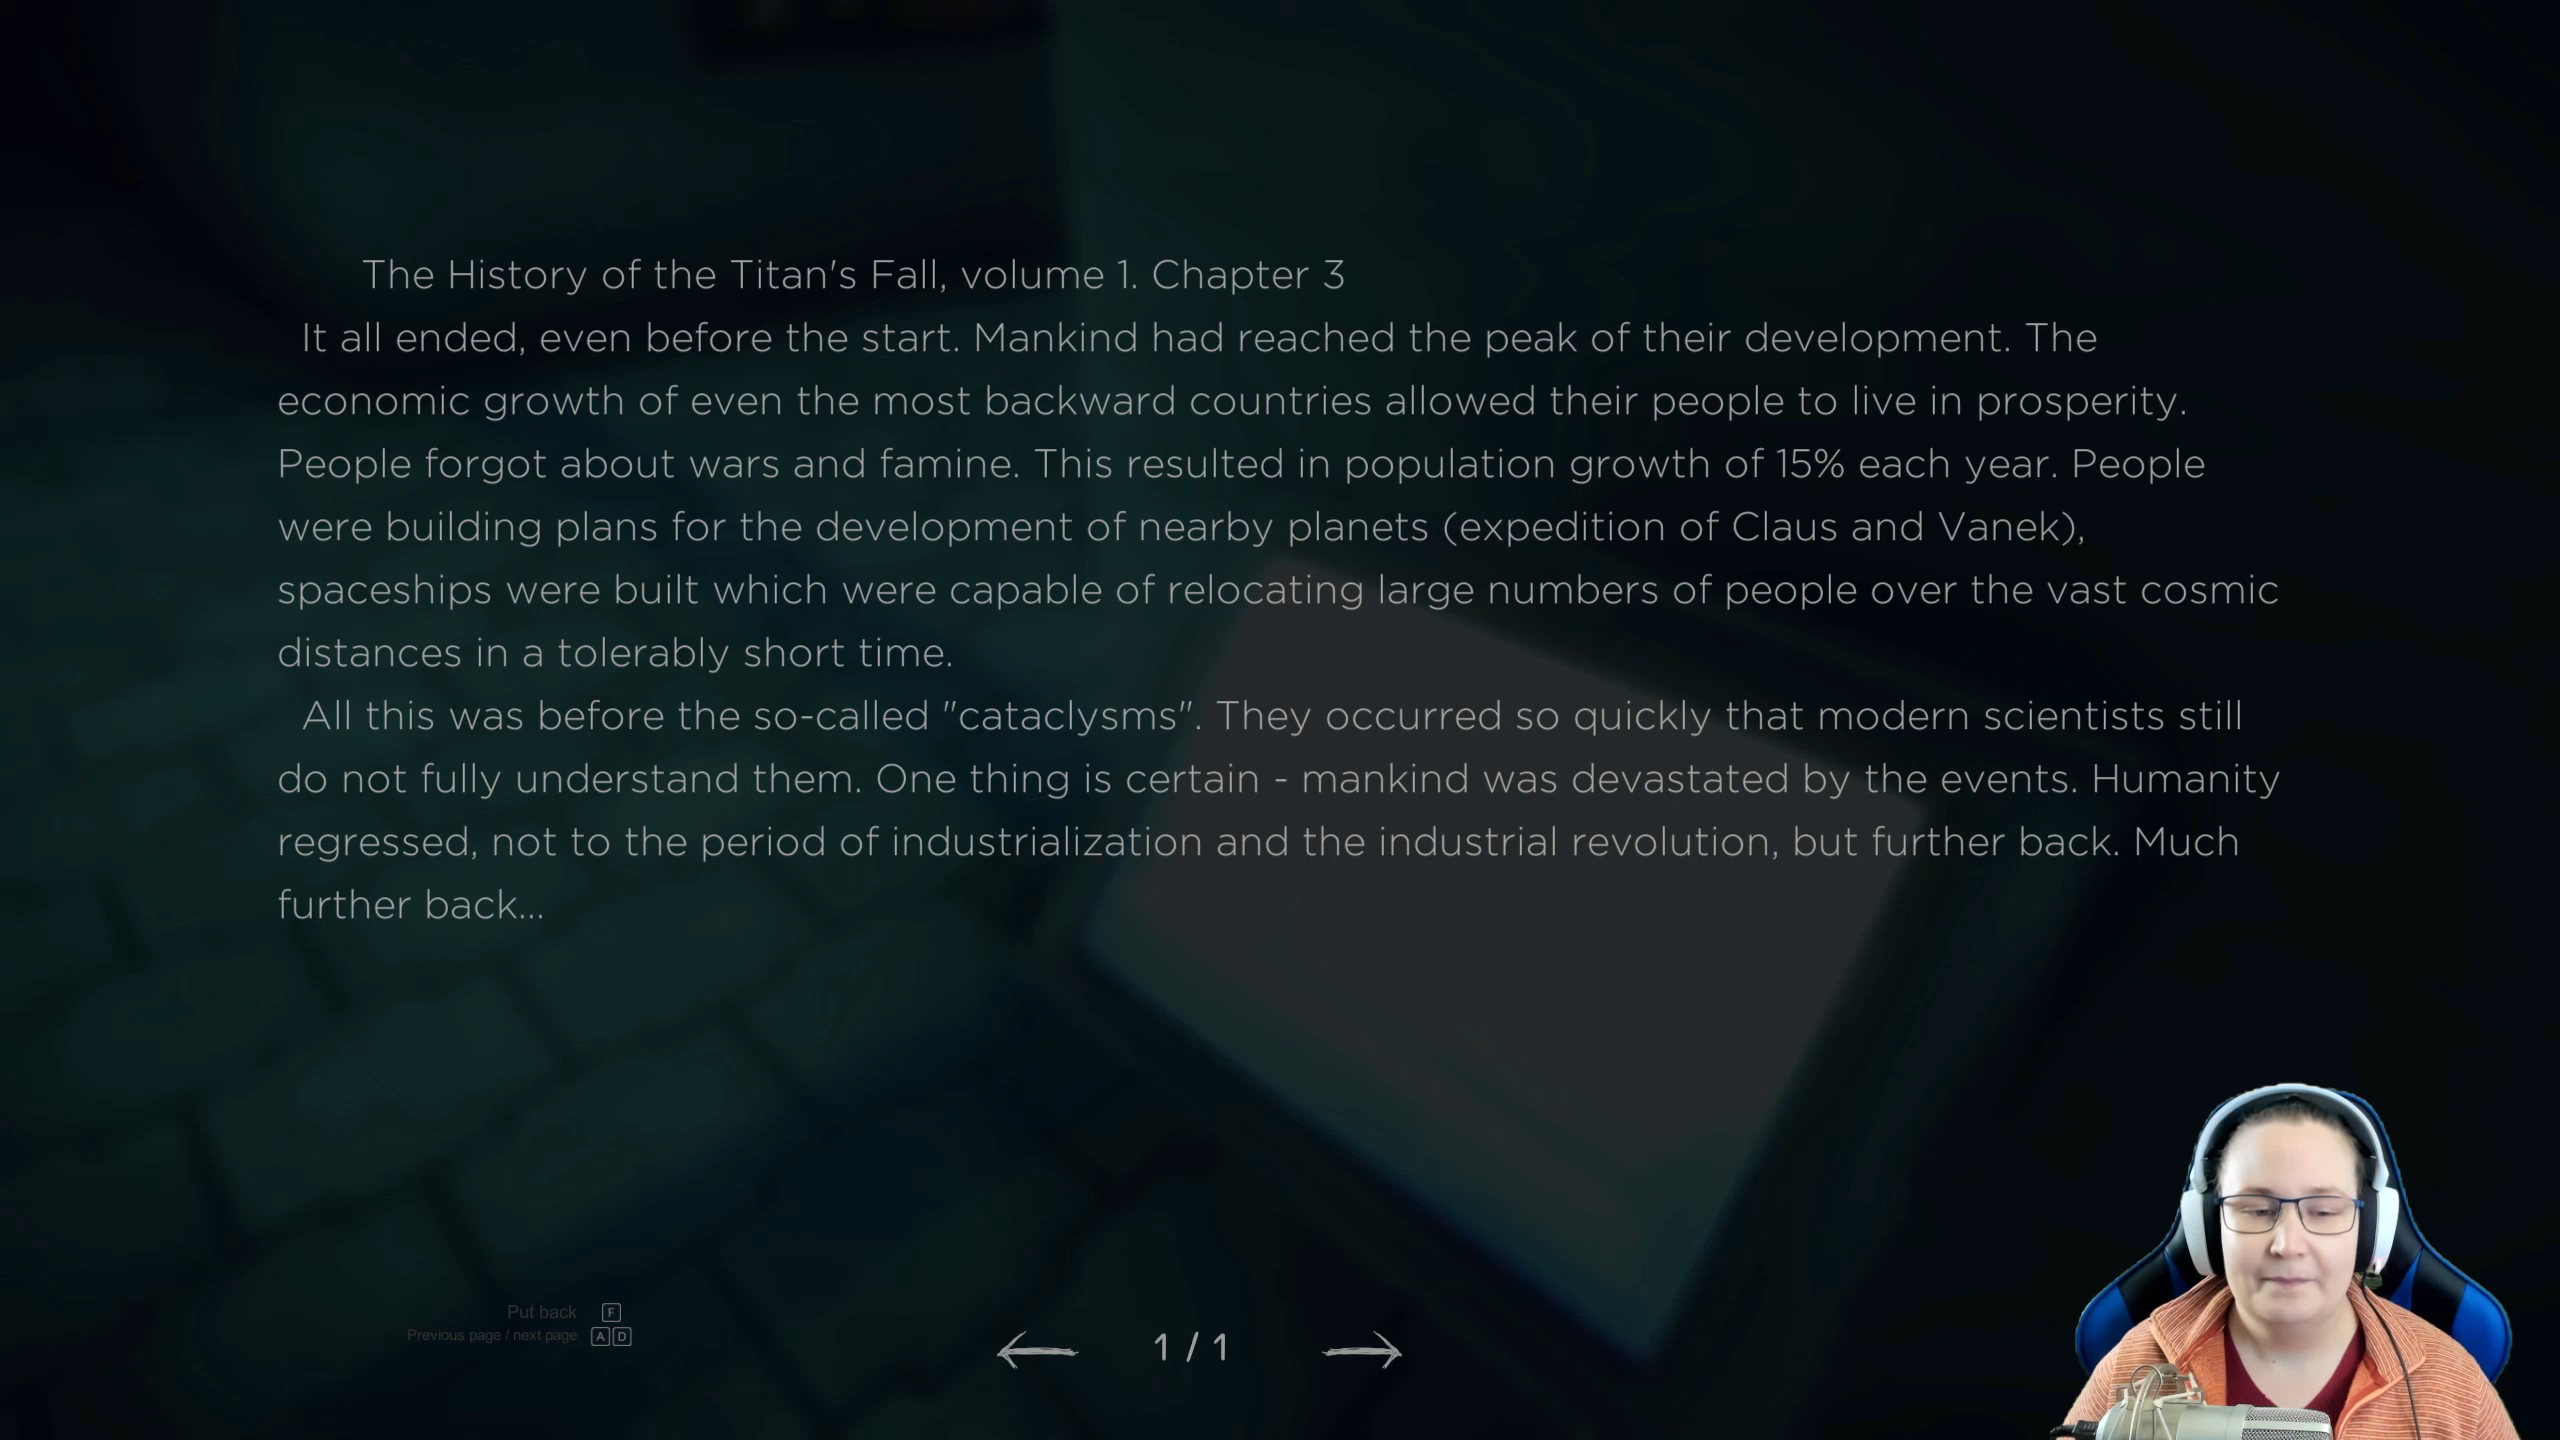 The History of the Titan's Fall, volume 1. Chapter 3
It all ended, even before the start. Mankind had reached the peak of their development. The
economic growth of even the most backward countries allowed their people to live in prosperity.
People forgot about wars and famine. This resulted in population growth of 15% each year. People
were building plans for the development of nearby planets (expedition of Claus and Vanek),
spaceships were built which were capable of relocating large numbers of people over the vast cosmic
distances in a tolerably short time.
All this was before the so-called "cataclysms". They occurred so quickly that modern scientists still
do not fully understand them. One thing is certain - mankind was devastated by the events. Humanity
regressed, not to the period of industrialization and the industrial revolution, but further back. Much
further back...
Put back F
Previous page / next page A D
1 / 1